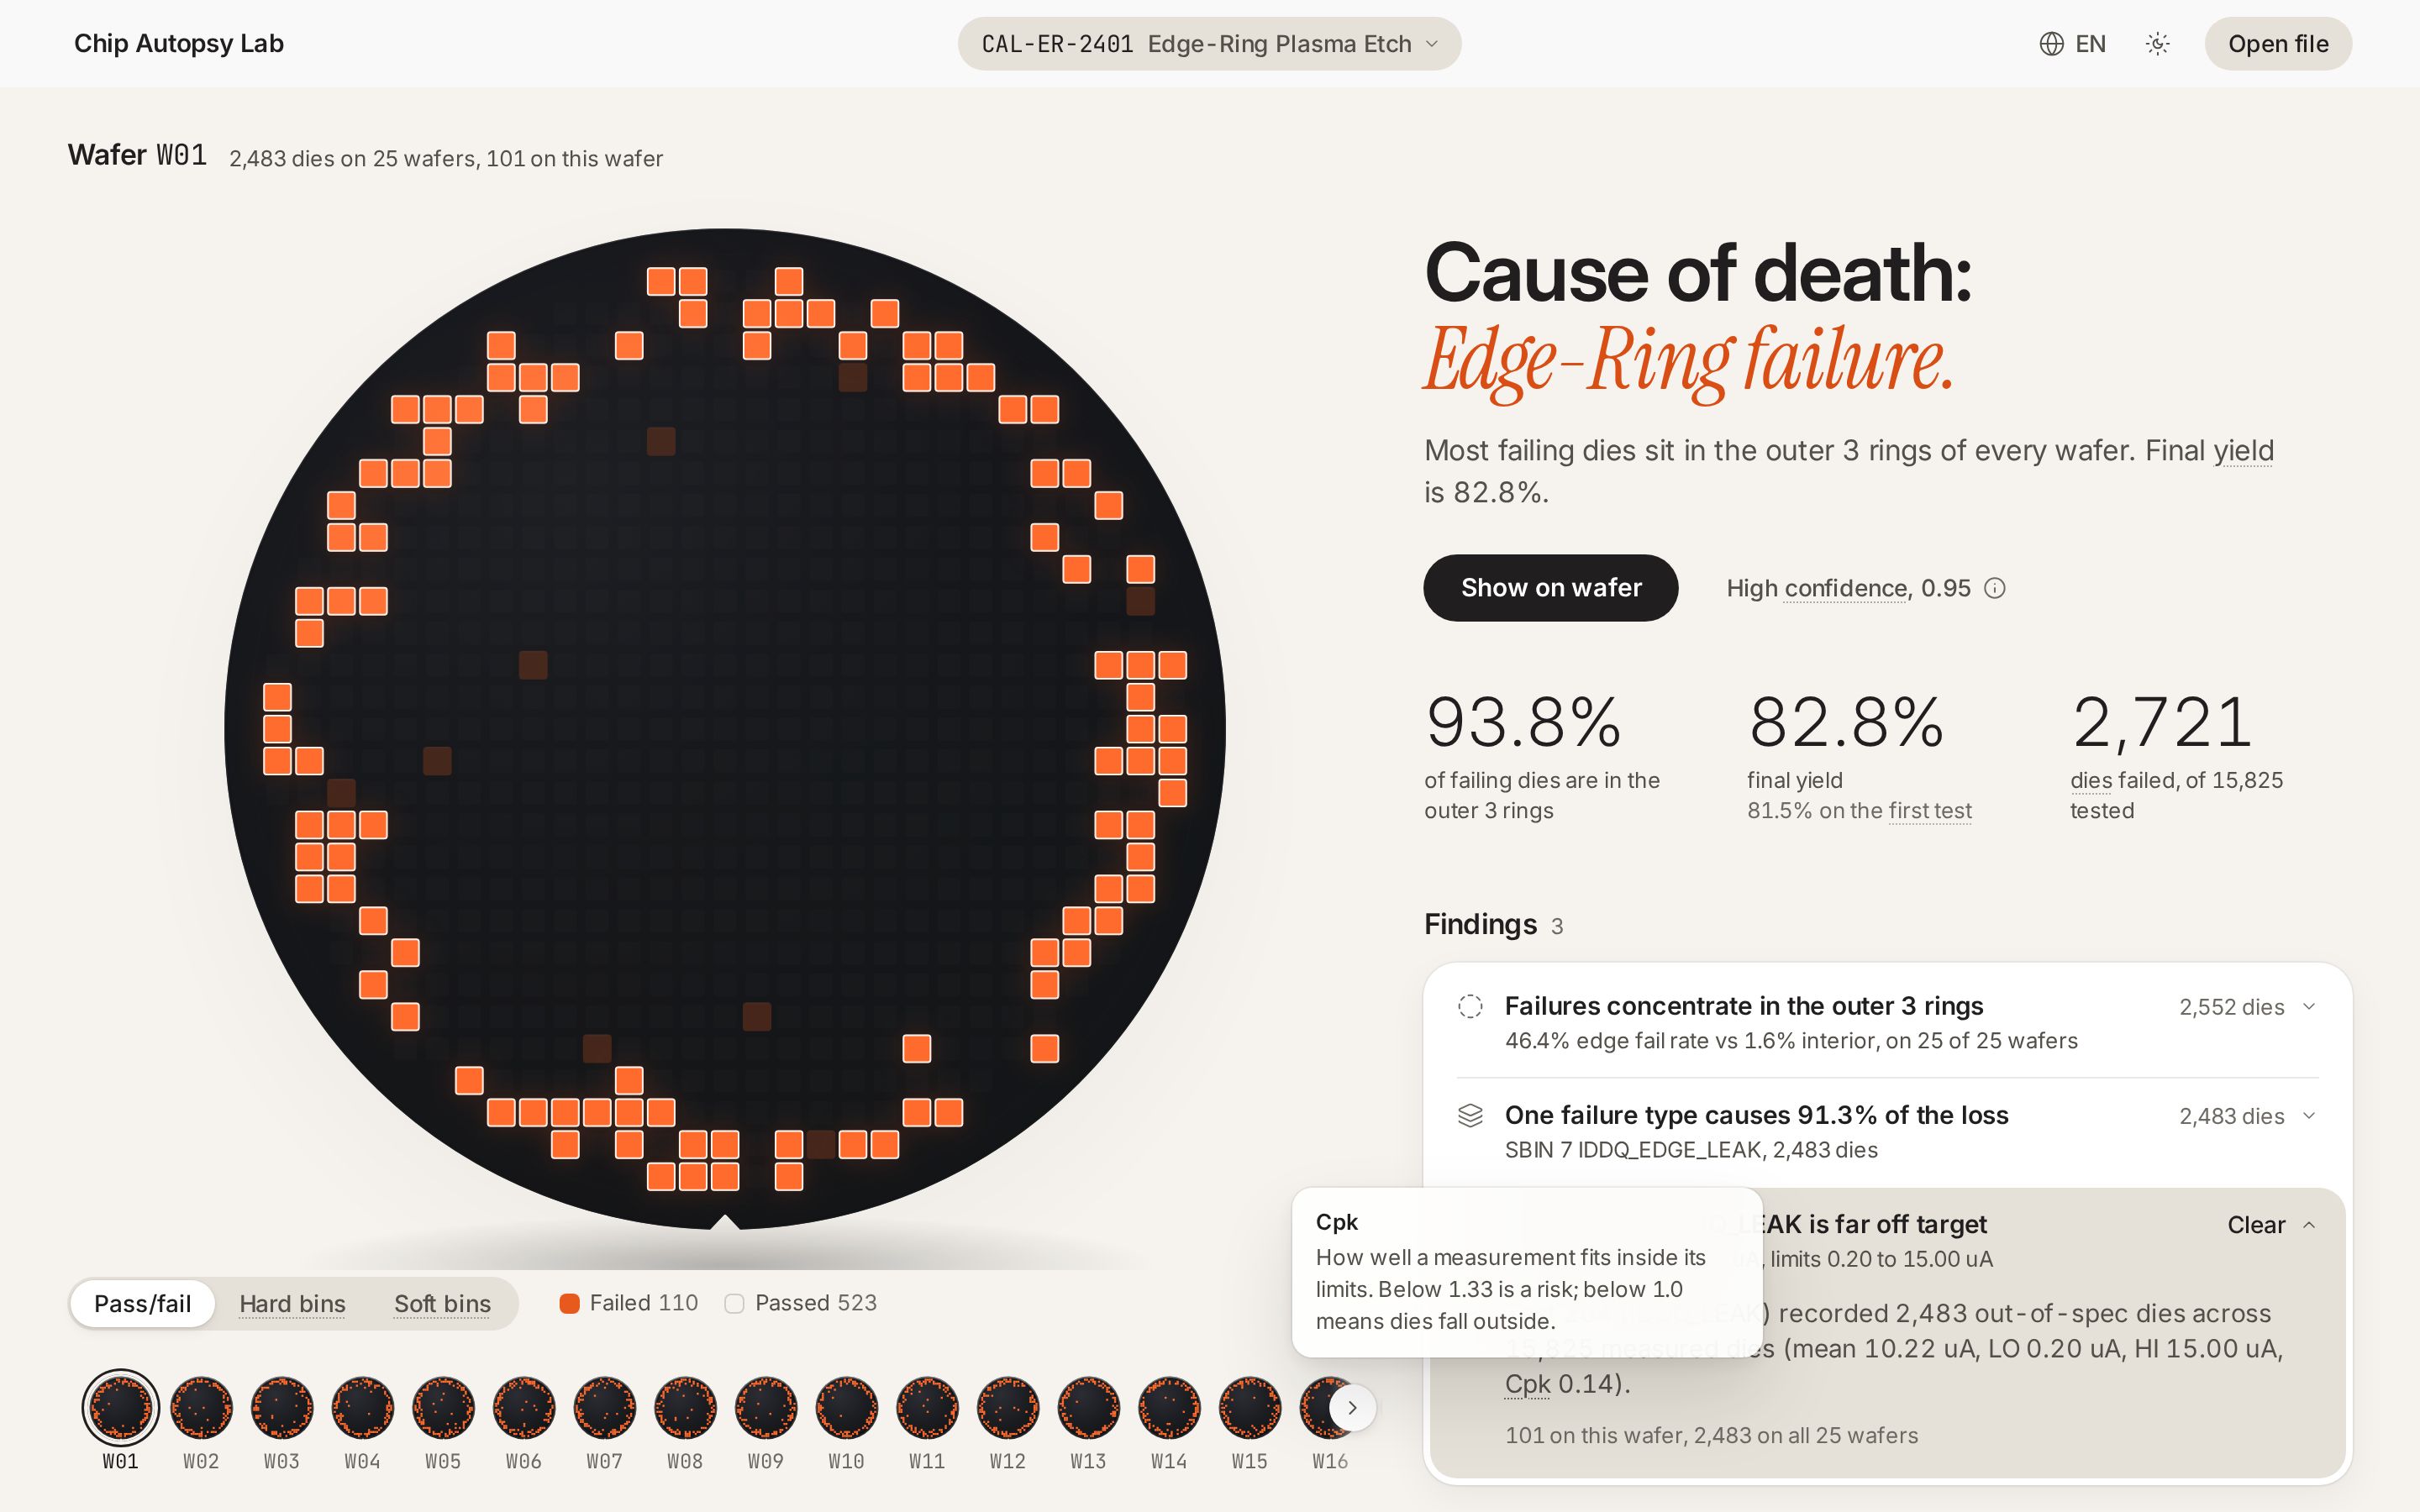 Chip Autopsy Lab
CAL-ER-2401 Edge-Ring Plasma Etch
EN
Open file
Wafer W01 2,483 dies on 25 wafers, 101 on this wafer
Cause of death:
Edge-Ring failure.
Most failing dies sit in the outer 3 rings of every wafer. Final yield
is 82.8%.
Show on wafer
High confidence, 0.95
93.8%
of failing dies are in the
outer 3 rings
82.8%
final yield
81.5% on the first test
2,721
dies failed, of 15,825
tested
Findings 3
Failures concentrate in the outer 3 rings
2,552 dies
46.4% edge fail rate vs 1.6% interior, on 25 of 25 wafers
One failure type causes 91.3% of the loss
2,483 dies
SBIN 7 IDDQ_EDGE_LEAK, 2,483 dies
LEAK is far off target
Clear
limits 0.20 to 15.00 uA
recorded 2,483 out-of-spec dies across
15,825 measured dies (mean 10.22 uA, LO 0.20 uA, HI 15.00 uA,
Cpk 0.14).
101 on this wafer, 2,483 on all 25 wafers
Cpk
How well a measurement fits inside its
limits. Below 1.33 is a risk; below 1.0
means dies fall outside.
Pass/fail
Hard bins
Soft bins
Failed 110
Passed 523
W01 W02 W03 W04 W05 W06 W07 W08 W09 W10 W11 W12 W13 W14 W15 W16